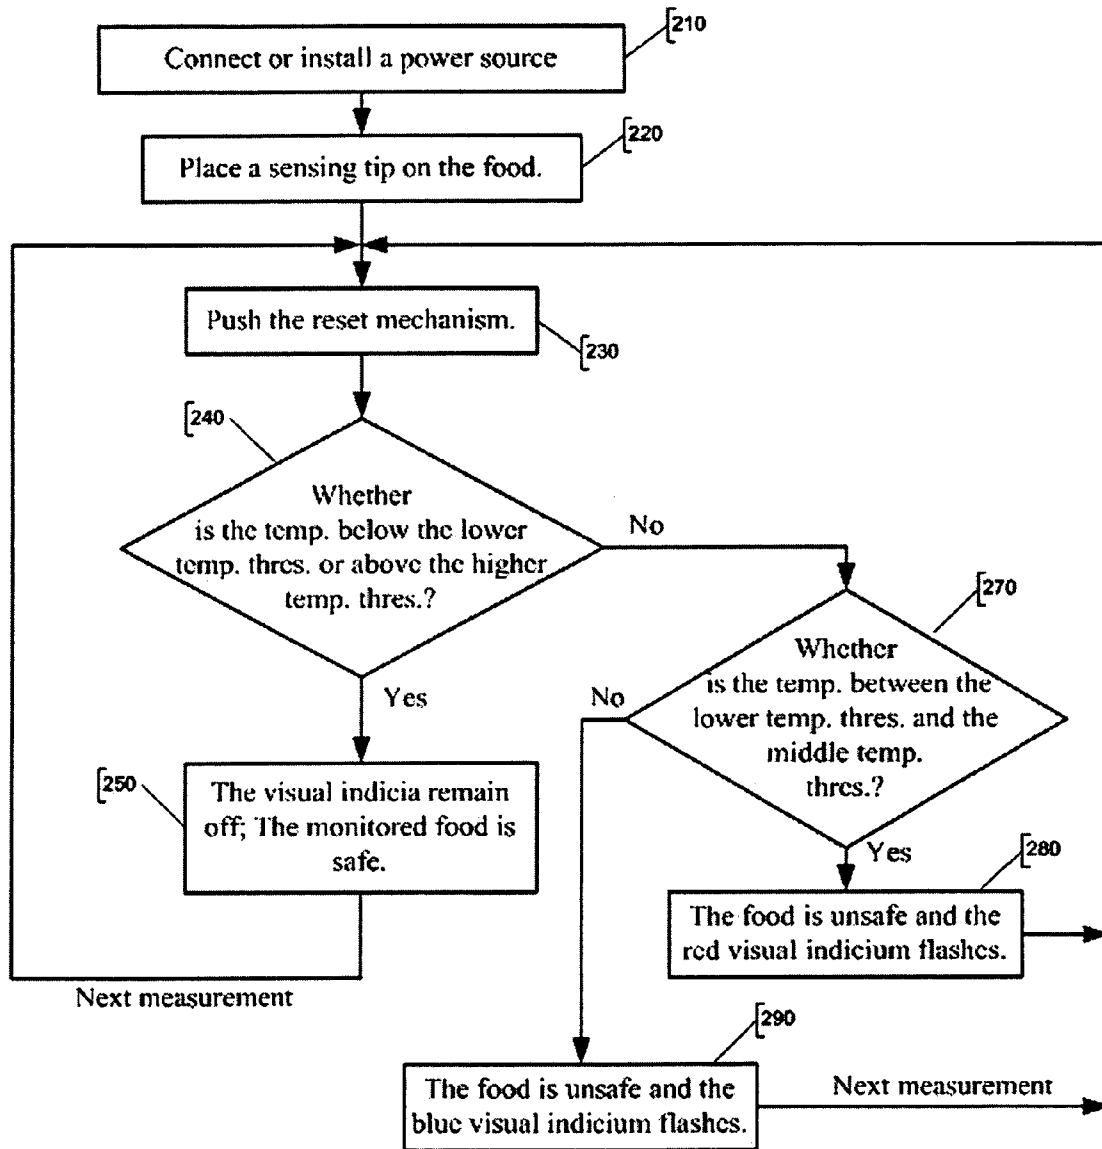 [210
Connect or install a power source
[220
Place a sensing tip on the food.
Push the reset mechanism.
[230
[240
Whether
is the temp. below the lower
temp. thres. or above the higher
temp. thres.?
No
[270
Whether
is the temp. between the
lower temp. thres. and the
middle temp.
thres.?
No
Yes
[250
The visual indicia remain
off; The monitored food is
safe.
Yes
[280
The food is unsafe and the
red visual indicium flashes.
Next measurement
[290
The food is unsafe and the
blue visual indicium flashes.
Next measurement